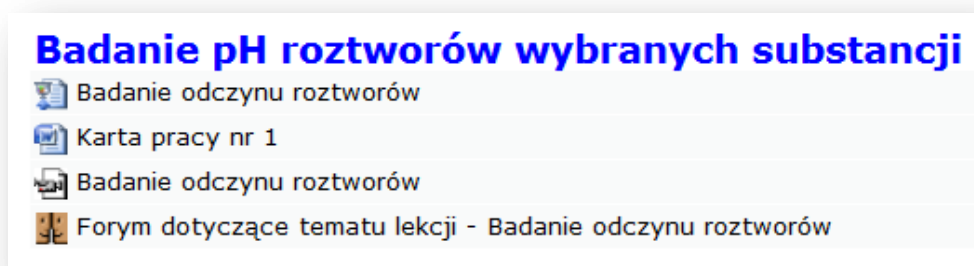 Badanie pH roztworów wybranych substancji
Badanie odczynu roztworów
Karta pracy nr 1
Badanie odczynu roztworów
Forym dotyczące tematu lekcji - Badanie odczynu roztworów